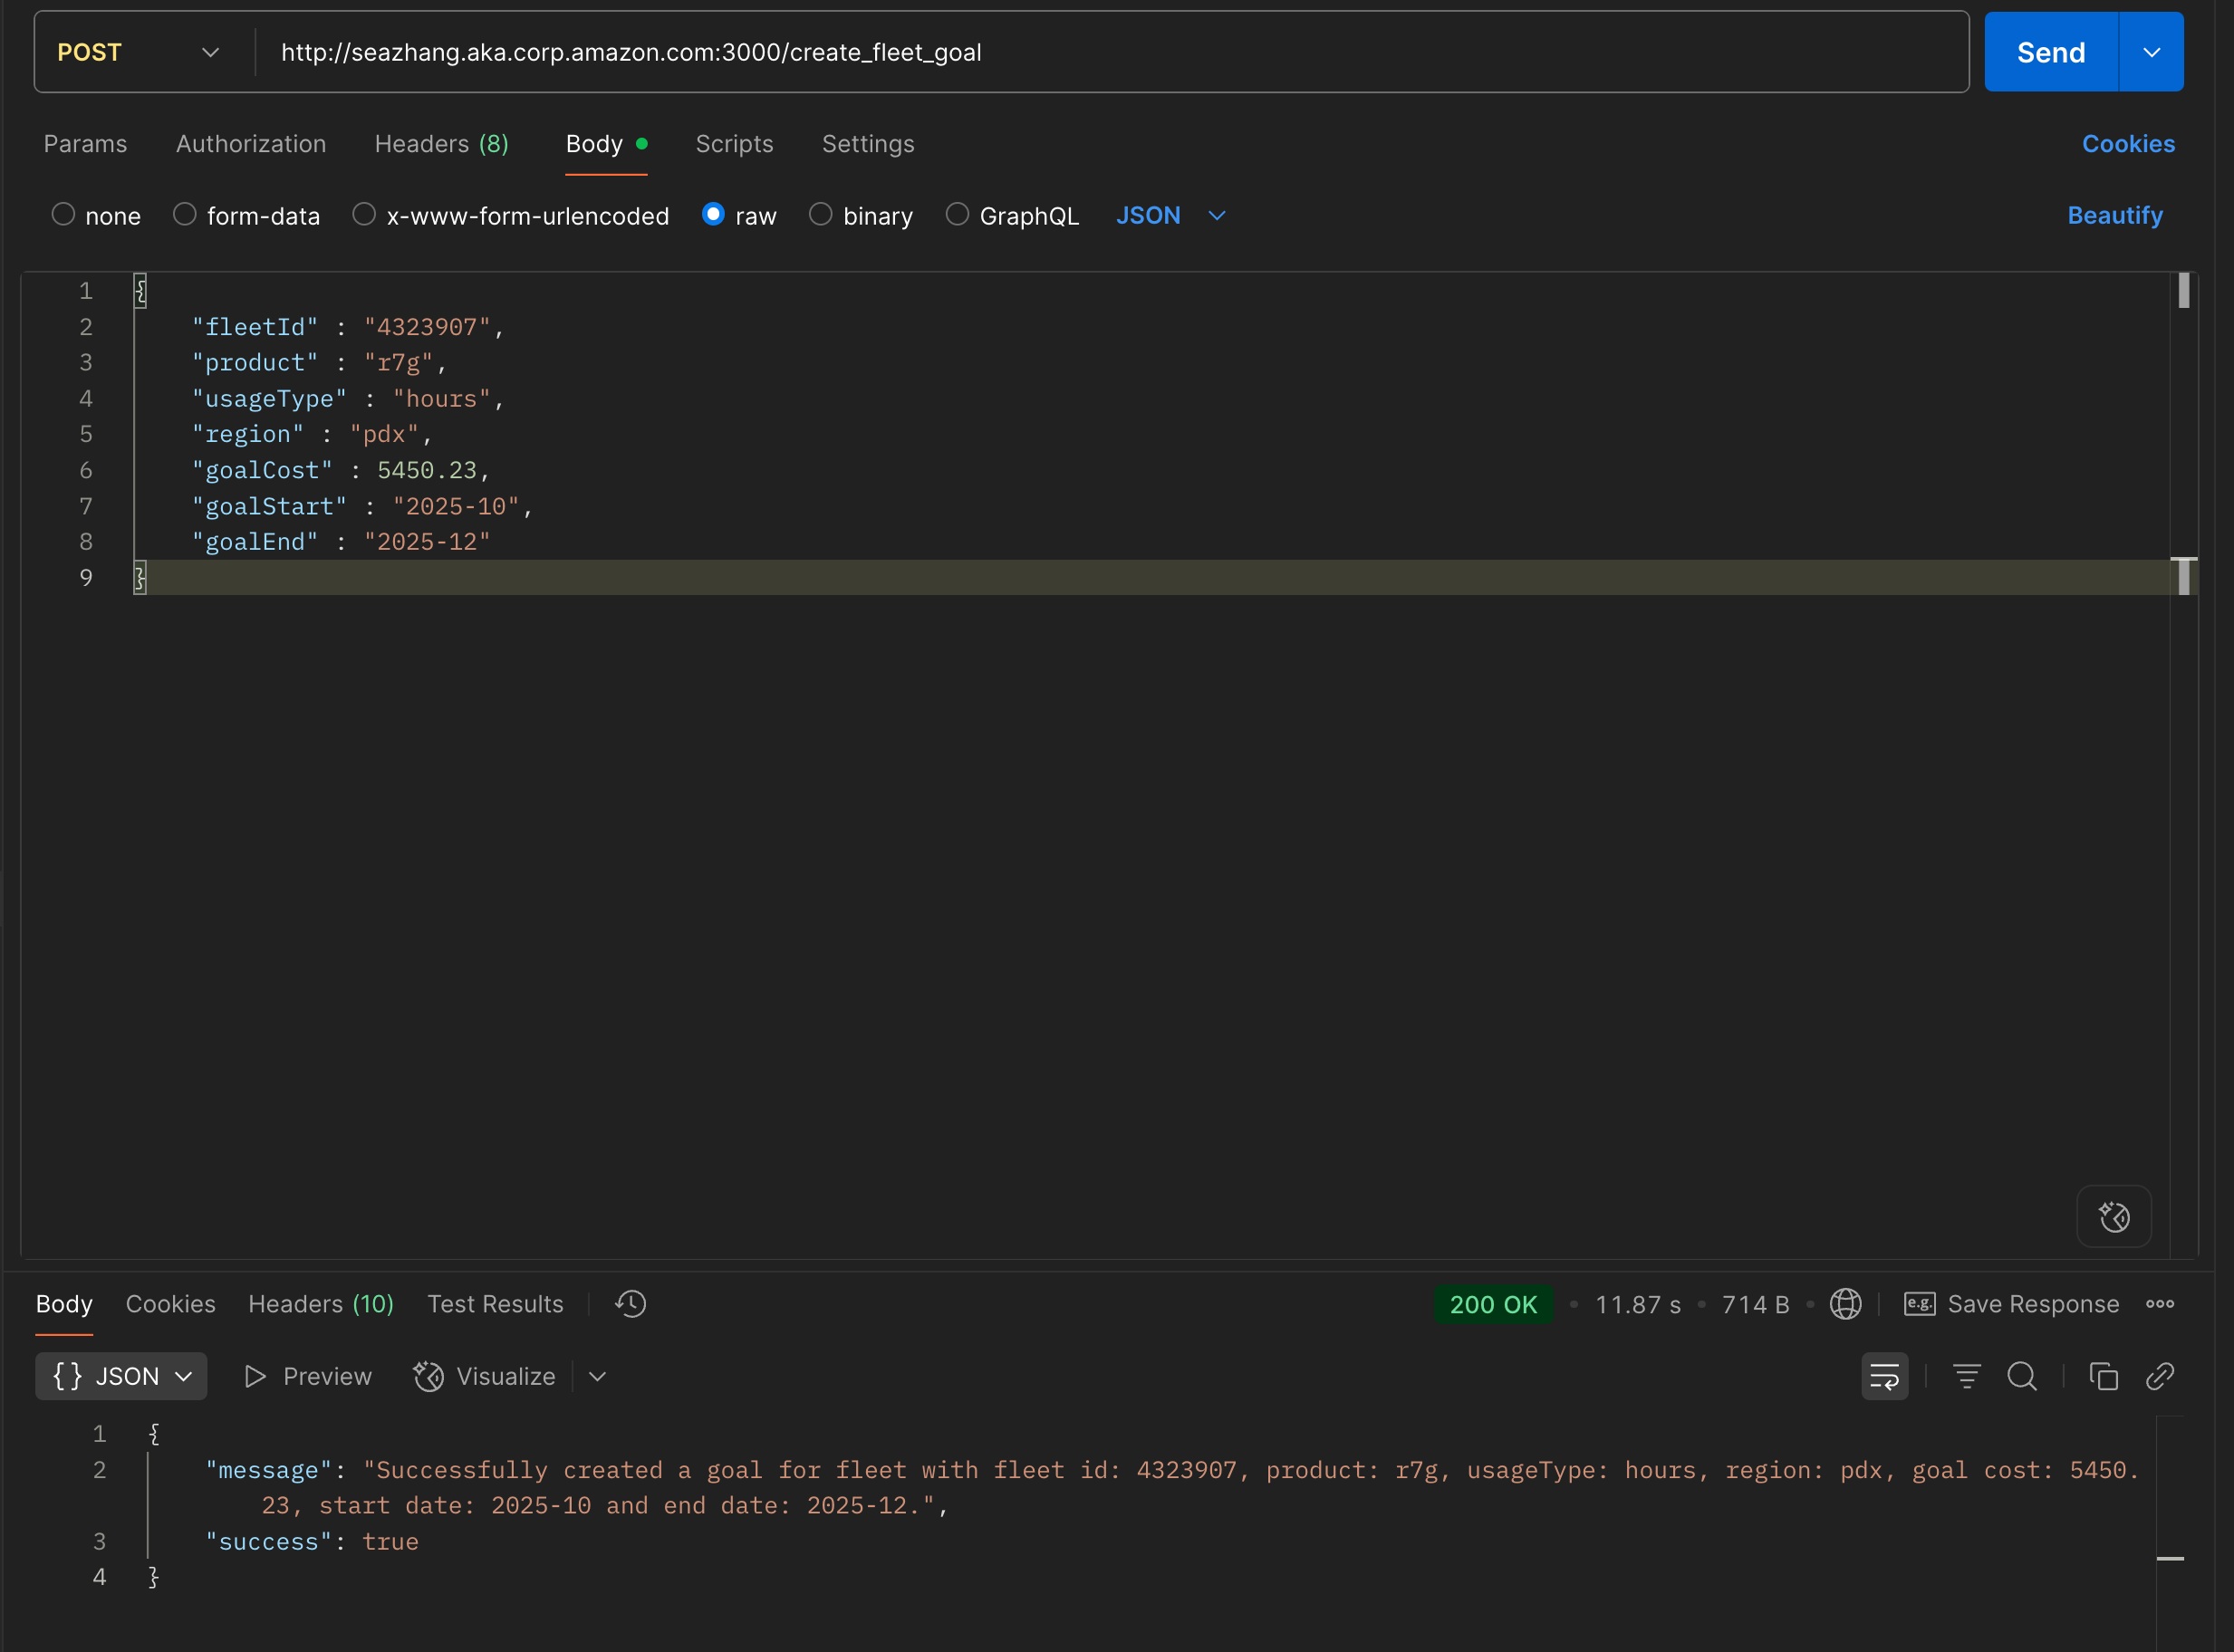 POST http://seazhang.aka.corp.amazon.com:3000/create_fleet_goal Send
Params Authorization Headers (8) Body Scripts Settings Cookies
none form-data x-www-form-urlencoded raw binary GraphQL JSON Beautify
1 {
2 "fleetId" : "4323907",
3 "product" : "r7g",
4 "usageType" : "hours",
5 "region" : "pdx",
6 "goalCost" : 5450.23,
7 "goalStart" : "2025-10",
8 "goalEnd" : "2025-12"
9 }
Body Cookies Headers (10) Test Results 200 OK • 11.87 s • 714 B • e.g. Save Response
{} JSON Preview Visualize
1 {
2 "message": "Successfully created a goal for fleet with fleet id: 4323907, product: r7g, usageType: hours, region: pdx, goal cost: 5450.
23, start date: 2025-10 and end date: 2025-12.",
3 "success": true
4 }